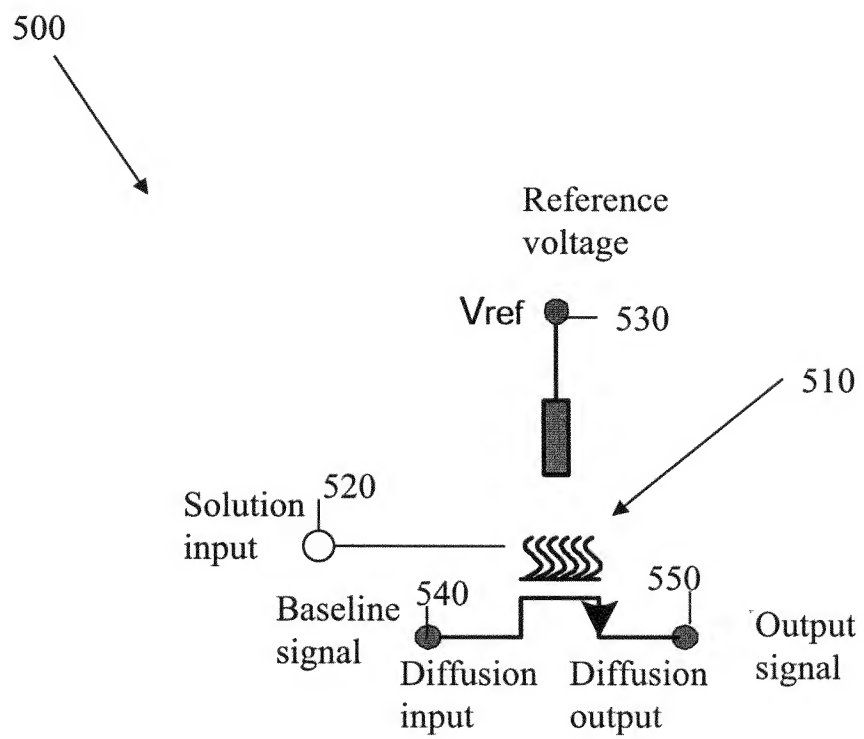 500
Reference
voltage
Vref
530
510
520
Solution
input
540
550
Baseline
signal
Output
signal
Diffusion
input
Diffusion
output